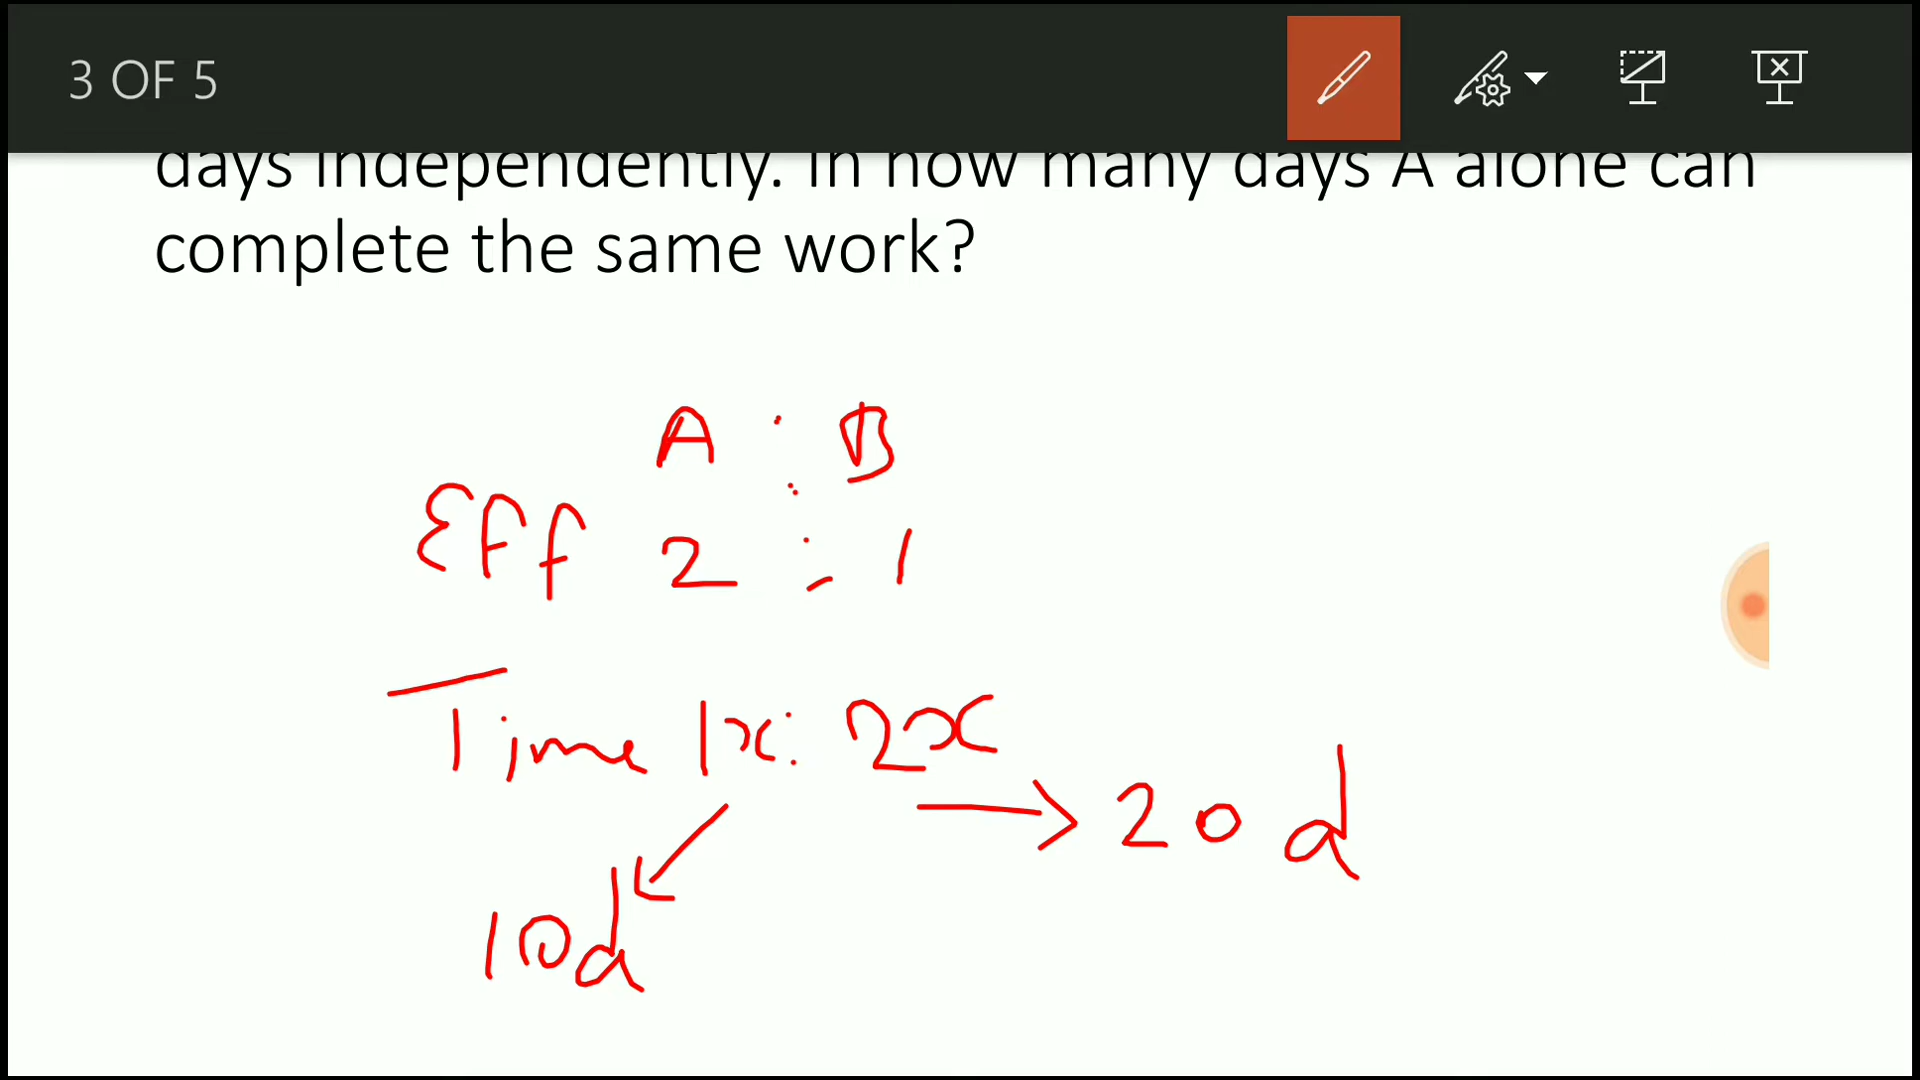 3 OF 5
days independently. In how many days A alone can
complete the same work?
A : B
Eff 2 : 1
Time 1x : 2x
20 d
10d